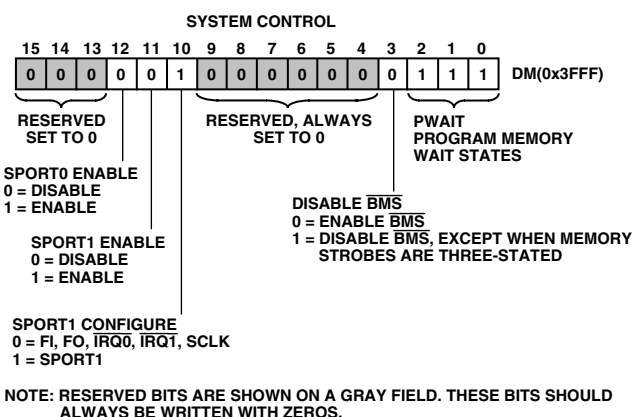 SYSTEM CONTROL
15 14 13 12 11 10 9 8 7 6 5 4 3 2 1 0
0 0 0 0 0 1 0 0 0 0 0 0 0 1 1 1 DM(0x3FFF)
RESERVED
SET TO 0
RESERVED, ALWAYS
SET TO 0
PWAIT
PROGRAM MEMORY
WAIT STATES
SPORT0 ENABLE
0 = DISABLE
1 = ENABLE
DISABLE BMS
0 = ENABLE BMS
1 = DISABLE BMS, EXCEPT WHEN MEMORY
STROBES ARE THREE-STATED
SPORT1 ENABLE
0 = DISABLE
1 = ENABLE
SPORT1 CONFIGURE
0 = FI, FO, IRQ0, IRQ1, SCLK
1 = SPORT1
NOTE: RESERVED BITS ARE SHOWN ON A GRAY FIELD. THESE BITS SHOULD
ALWAYS BE WRITTEN WITH ZEROS.